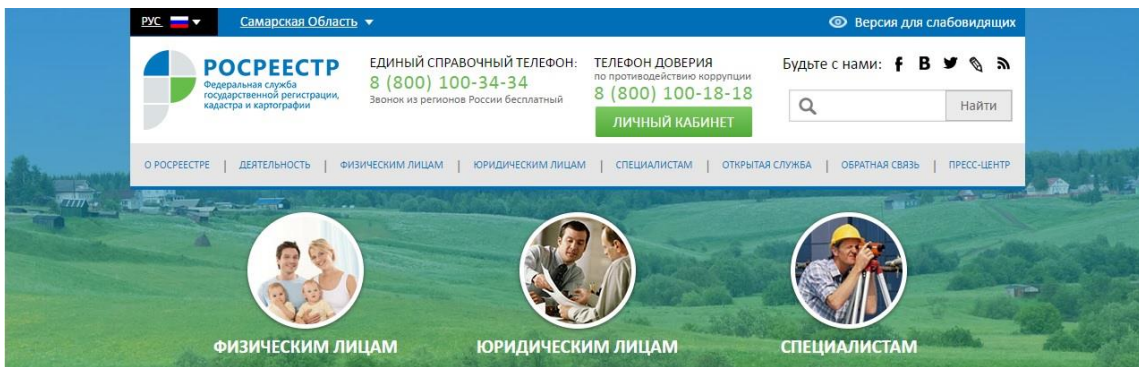 РУС
Самарская Область
Версия для слабовидящих
РОСРЕЕСТР
Федеральная служба
государственной регистрации,
кадастра и картографии
ЕДИНЫЙ СПРАВОЧНЫЙ ТЕЛЕФОН:
8 (800) 100-34-34
Звонок из регионов России бесплатный
ТЕЛЕФОН ДОВЕРИЯ
по противодействию коррупции
8 (800) 100-18-18
ЛИЧНЫЙ КАБИНЕТ
Будьте с нами:
Найти
О РОСРЕЕСТРЕ | ДЕЯТЕЛЬНОСТЬ | ФИЗИЧЕСКИМ ЛИЦАМ | ЮРИДИЧЕСКИМ ЛИЦАМ | СПЕЦИАЛИСТАМ | ОТКРЫТАЯ СЛУЖБА | ОБРАТНАЯ СВЯЗЬ | ПРЕСС-ЦЕНТР
ФИЗИЧЕСКИМ ЛИЦАМ
ЮРИДИЧЕСКИМ ЛИЦАМ
СПЕЦИАЛИСТАМ